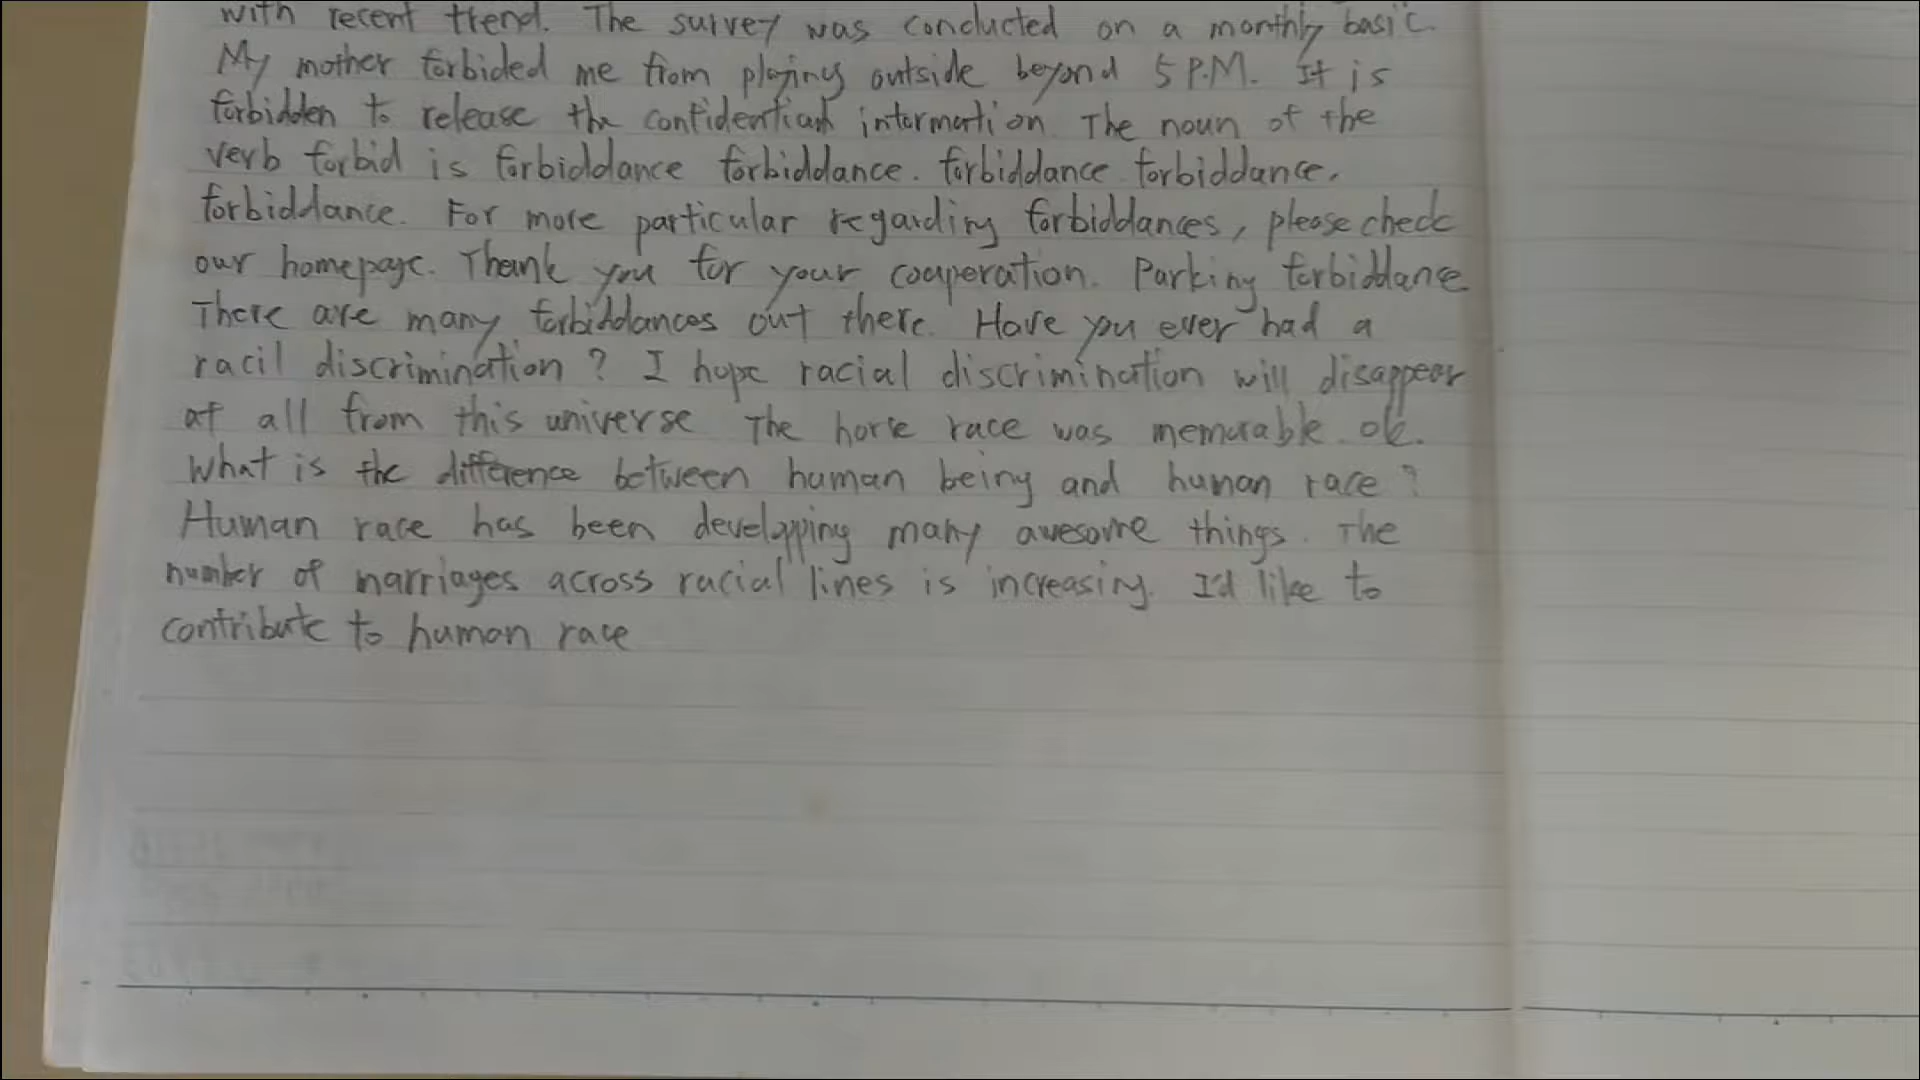 with recent trend. The survey was conducted on a monthly basic.
My mother forbided me from playing outside beyond 5 P.M. It is
forbidden to release the confidential information. The noun of the
verb forbid is forbiddance forbiddance. forbiddance forbiddance.
forbiddance. For more particular regarding forbiddances, please check
our homepage. Thank you for your cooperation. Parking forbiddance
There are many forbiddances out there. Have you ever had a
racil discrimination? I hope racial discrimination will disappear
at all from this universe The horse race was memorable. ok.
What is the difference between human being and human race?
Human race has been developping many awesome things. The
number of marriages across racial lines is increasing. I'd like to
contribute to human race